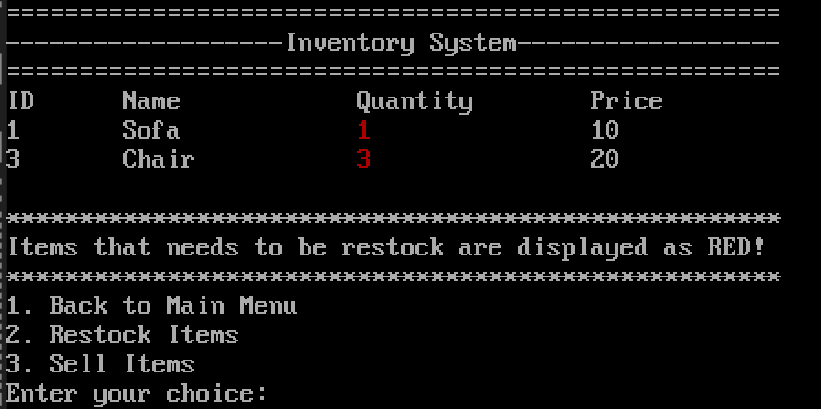 =====================================================
-------------------Inventory System------------------
=====================================================
ID Name Quantity Price
1 Sofa 1 10
3 Chair 3 20
*****************************************************
Items that needs to be restock are displayed as RED!
*****************************************************
1. Back to Main Menu
2. Restock Items
3. Sell Items
Enter your choice: